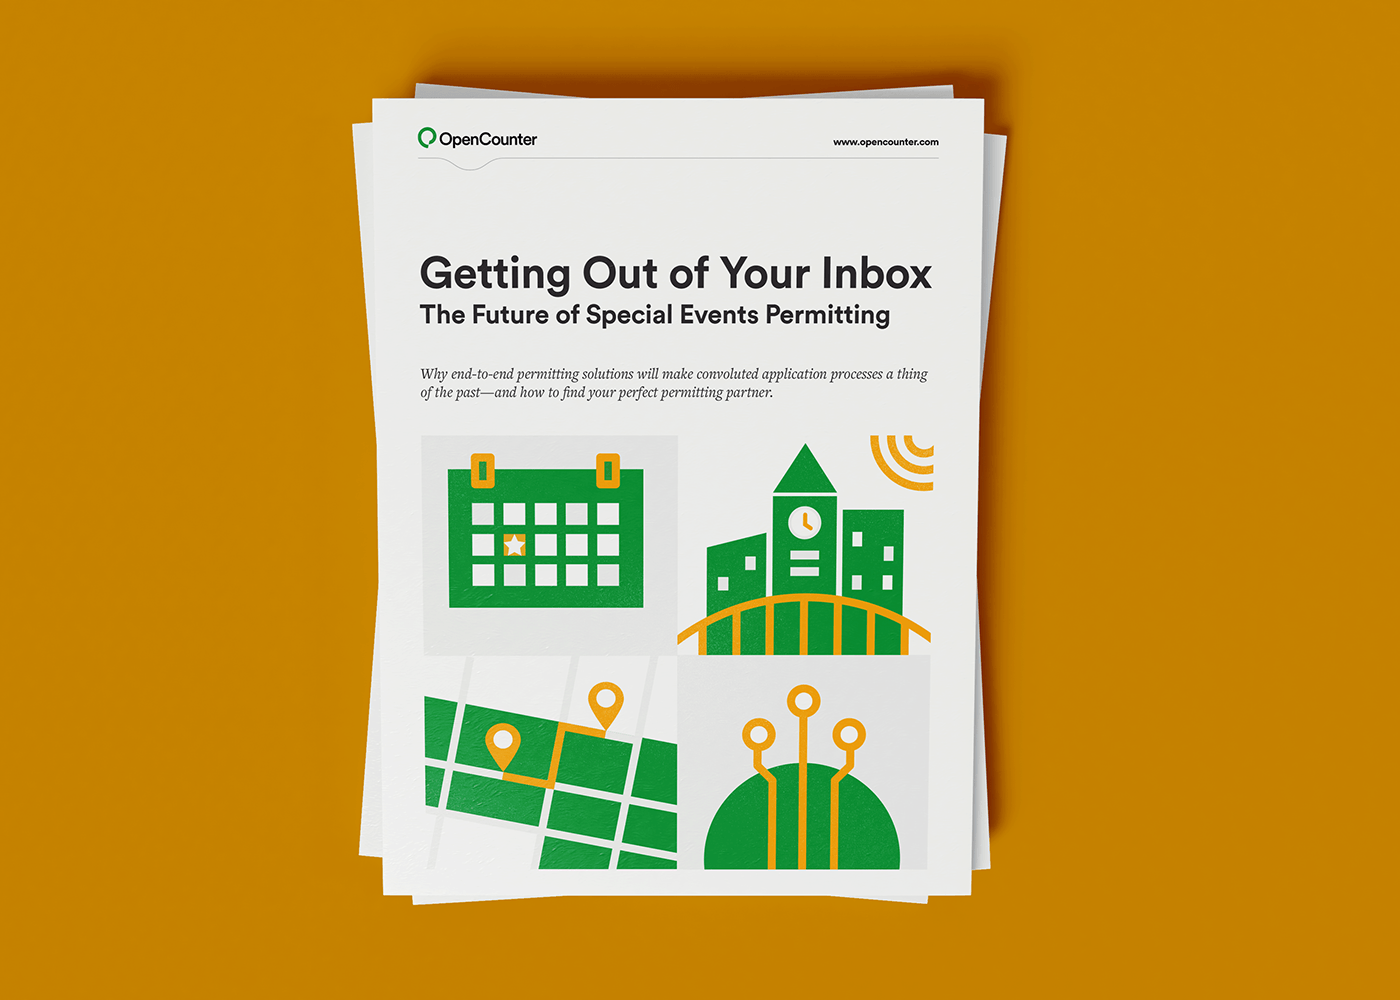 OpenCounter
www.opencounter.com
Getting Out of Your Inbox
The Future of Special Events Permitting
Why end-to-end permitting solutions will make convoluted application processes a thing
of the past—and how to find your perfect permitting partner.